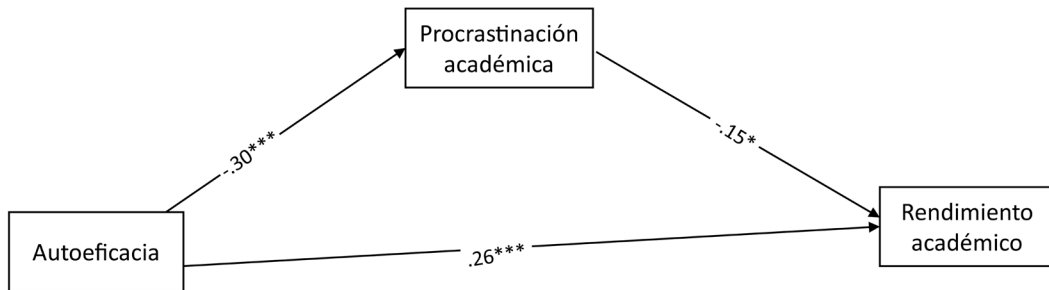 Procrastinación
académica
-.30***
-.15*
Autoeficacia
.26***
Rendimiento
académico